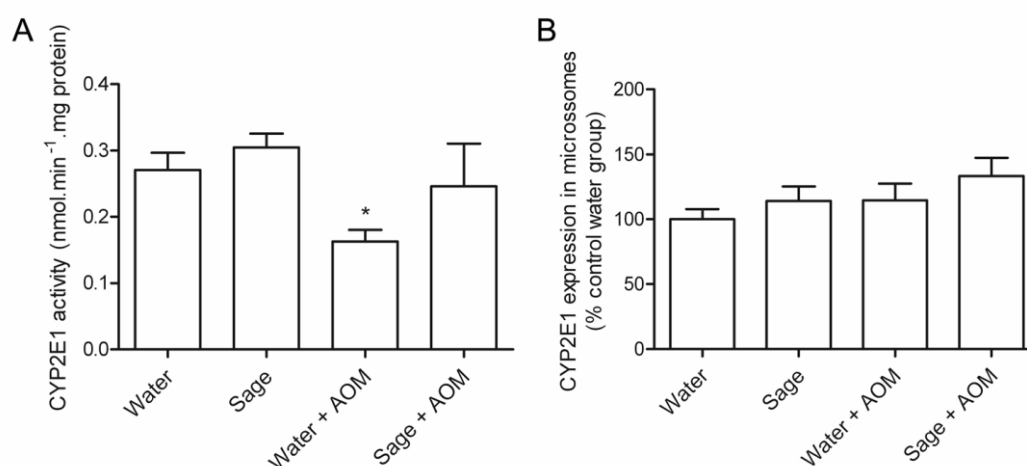 A
CYP2E1 activity (nmol.min⁻¹.mg protein)
0.4
0.3
0.2
0.1
0.0
*
Water
Sage
Water + AOM
Sage + AOM
B
CYP2E1 expression in microssomes
(% control water group)
200
150
100
50
0
Water
Sage
Water + AOM
Sage + AOM